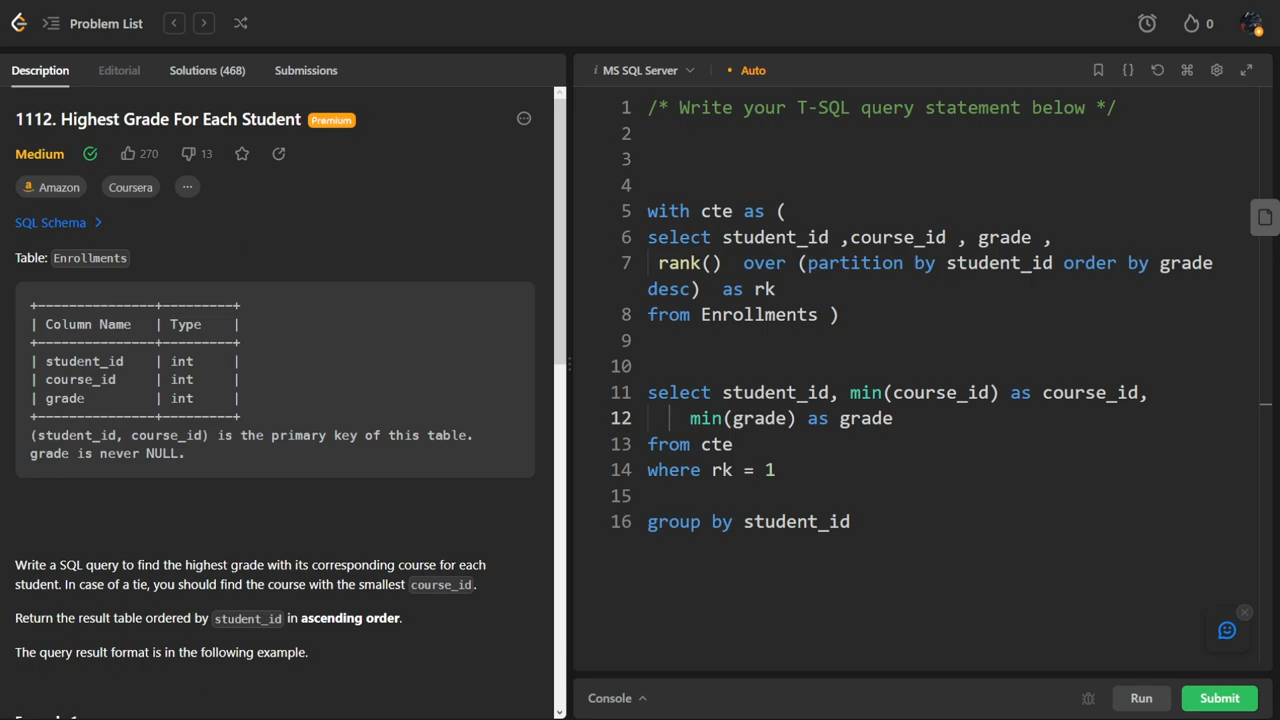 Problem List
0
Description Editorial Solutions (468) Submissions
1112. Highest Grade For Each Student Premium
Medium 270 13
Amazon Coursera ...
SQL Schema >
Table: Enrollments
+---------------+---------+
| Column Name | Type |
+---------------+---------+
| student_id | int |
| course_id | int |
| grade | int |
+---------------+---------+
(student_id, course_id) is the primary key of this table.
grade is never NULL.
Write a SQL query to find the highest grade with its corresponding course for each
student. In case of a tie, you should find the course with the smallest course_id.
Return the result table ordered by student_id in ascending order.
The query result format is in the following example.
i MS SQL Server • Auto
1 /* Write your T-SQL query statement below */
2
3
4
5 with cte as (
6 select student_id ,course_id , grade ,
7 rank() over (partition by student_id order by grade
desc) as rk
8 from Enrollments )
9
10
11 select student_id, min(course_id) as course_id,
12 min(grade) as grade
13 from cte
14 where rk = 1
15
16 group by student_id
Console Run Submit